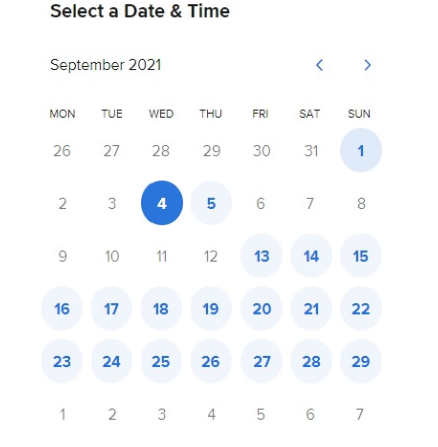 Select a Date & Time
September 2021
MON TUE WED THU FRI SAT SUN
26 27 28 29 30 31 1
2 3 4 5 6 7 8
9 10 11 12 13 14 15
16 17 18 19 20 21 22
23 24 25 26 27 28 29
1 2 3 4 5 6 7